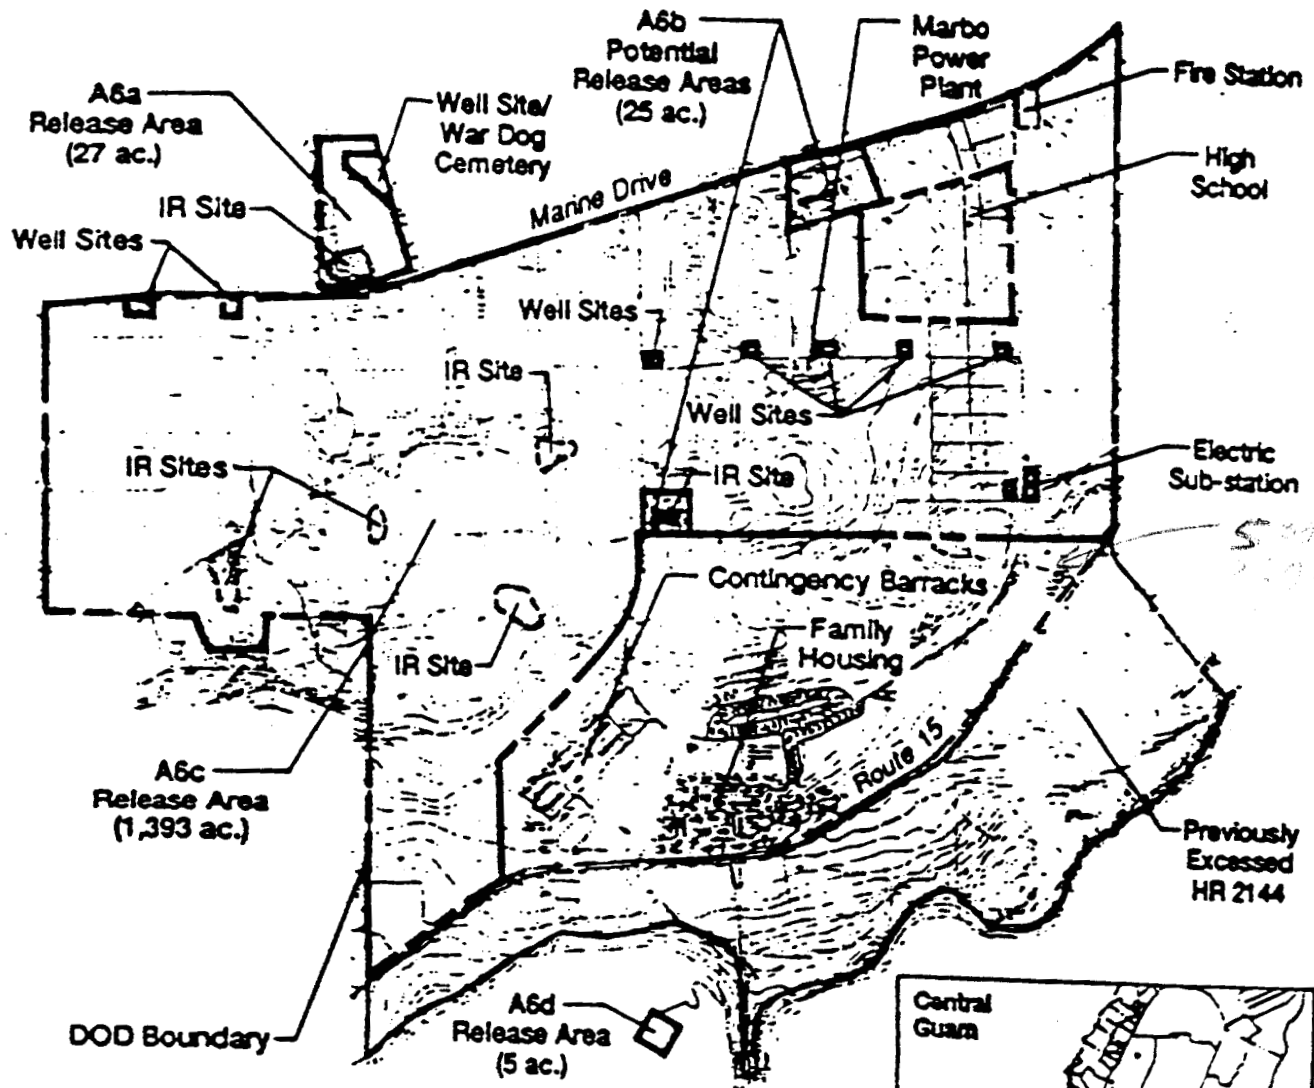 A6b
Potential
Release Areas
(25 ac.)
Marbo
Power
Plant
Fire Station
A6a
Release Area
(27 ac.)
Well Site/
War Dog
Cemetery
High
School
IR Site
Marine Drive
Well Sites
Well Sites
IR Site
Well Sites
IR Sites
IR Site
Electric
Sub-station
Contingency Barracks
Family
Housing
IR Site
Route 15
A6c
Release Area
(1,393 ac.)
Previously
Excessed
HR 2144
A6d
Release Area
(5 ac.)
DOD Boundary
Central
Guam